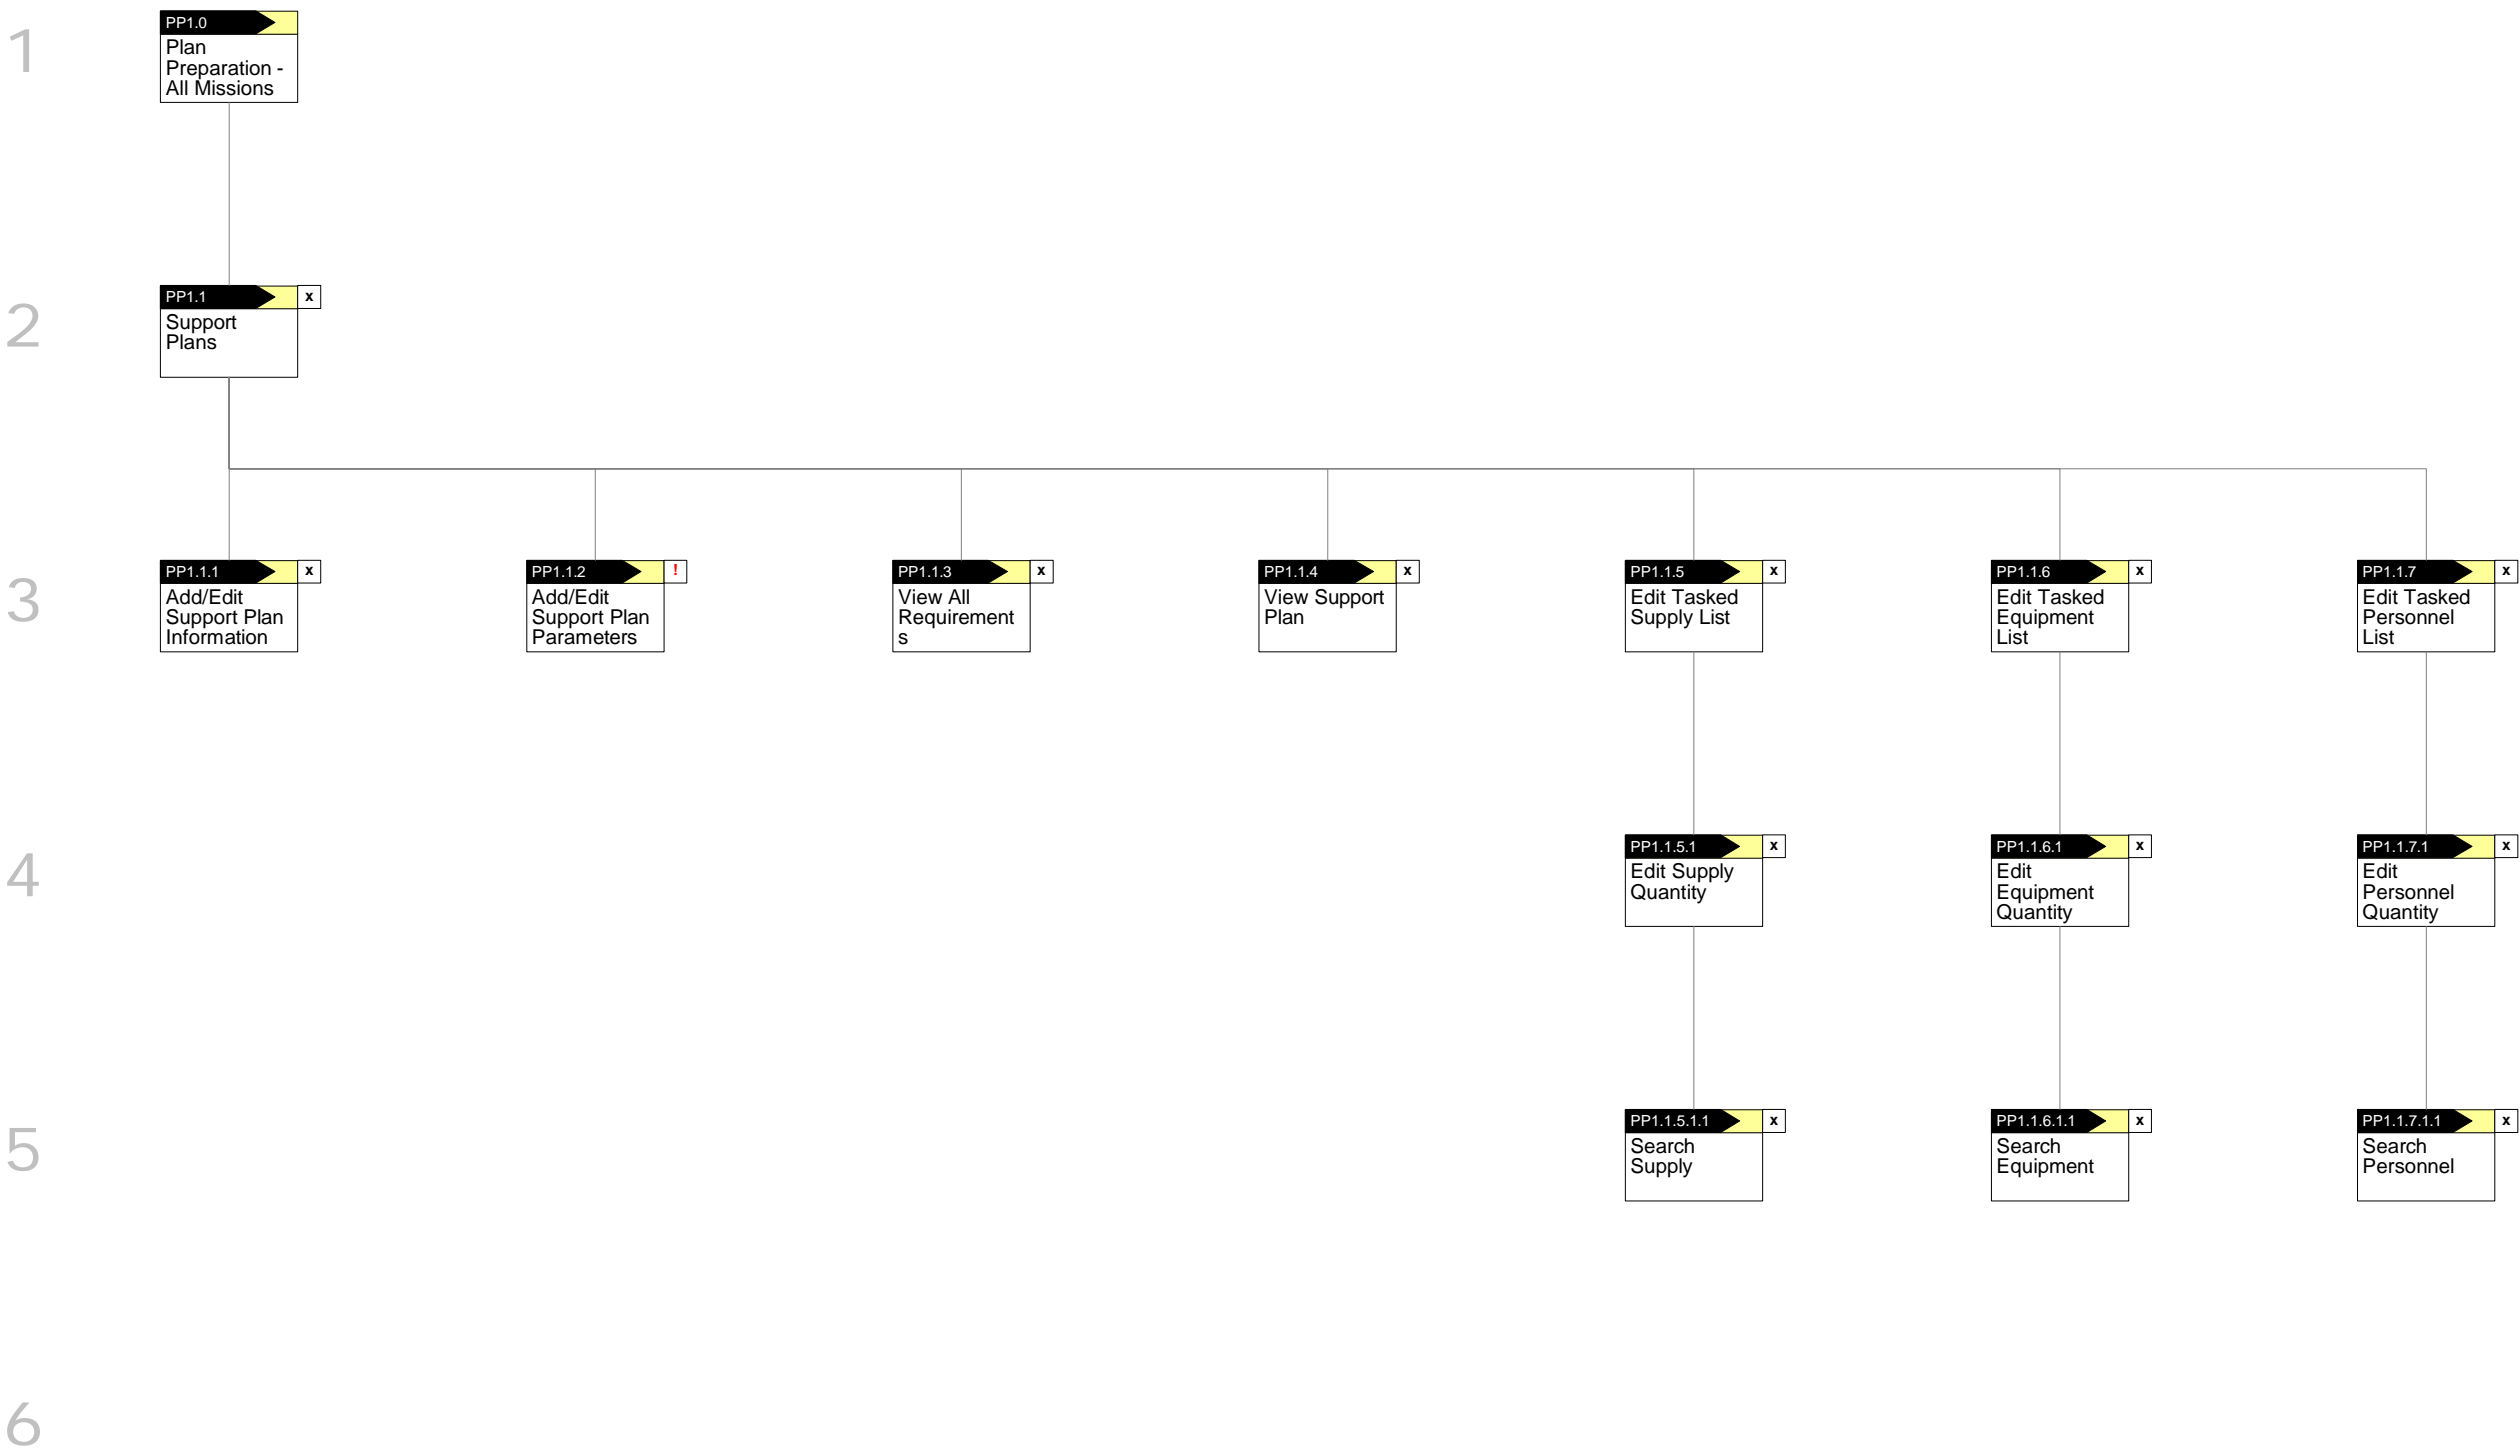 1
PP1.0
Plan
Preparation -
All Missions
2
PP1.1 x
Support
Plans
3
PP1.1.1 x
Add/Edit
Support Plan
Information
PP1.1.2 !
Add/Edit
Support Plan
Parameters
PP1.1.3 x
View All
Requirement
s
PP1.1.4 x
View Support
Plan
PP1.1.5 x
Edit Tasked
Supply List
PP1.1.6 x
Edit Tasked
Equipment
List
PP1.1.7 x
Edit Tasked
Personnel
List
4
PP1.1.5.1 x
Edit Supply
Quantity
PP1.1.6.1 x
Edit
Equipment
Quantity
PP1.1.7.1 x
Edit
Personnel
Quantity
5
PP1.1.5.1.1 x
Search
Supply
PP1.1.6.1.1 x
Search
Equipment
PP1.1.7.1.1 x
Search
Personnel
6